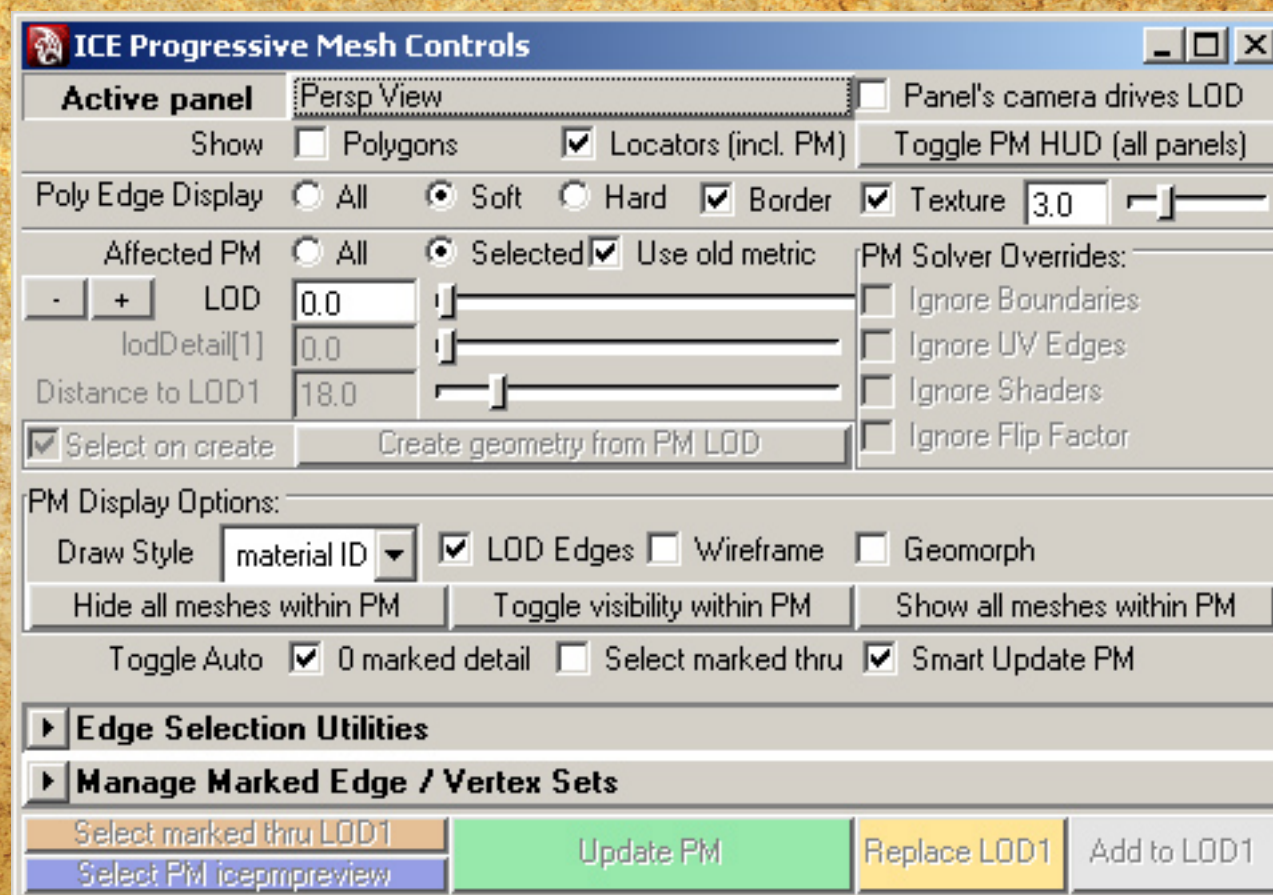 ICE Progressive Mesh Controls
Active panel Persp View Panel's camera drives LOD
Show Polygons Locators (incl. PM) Toggle PM HUD (all panels)
Poly Edge Display All Soft Hard Border Texture 3.0
Affected PM All Selected Use old metric PM Solver Overrides:
- + LOD 0.0 Ignore Boundaries
lodDetail[1] 0.0 Ignore UV Edges
Distance to LOD1 18.0 Ignore Shaders
Select on create Create geometry from PM LOD Ignore Flip Factor
PM Display Options:
Draw Style material ID LOD Edges Wireframe Geomorph
Hide all meshes within PM Toggle visibility within PM Show all meshes within PM
Toggle Auto 0 marked detail Select marked thru Smart Update PM
Edge Selection Utilities
Manage Marked Edge / Vertex Sets
Select marked thru LOD1 Update PM Replace LOD1 Add to LOD1
Select PM icepmpreview